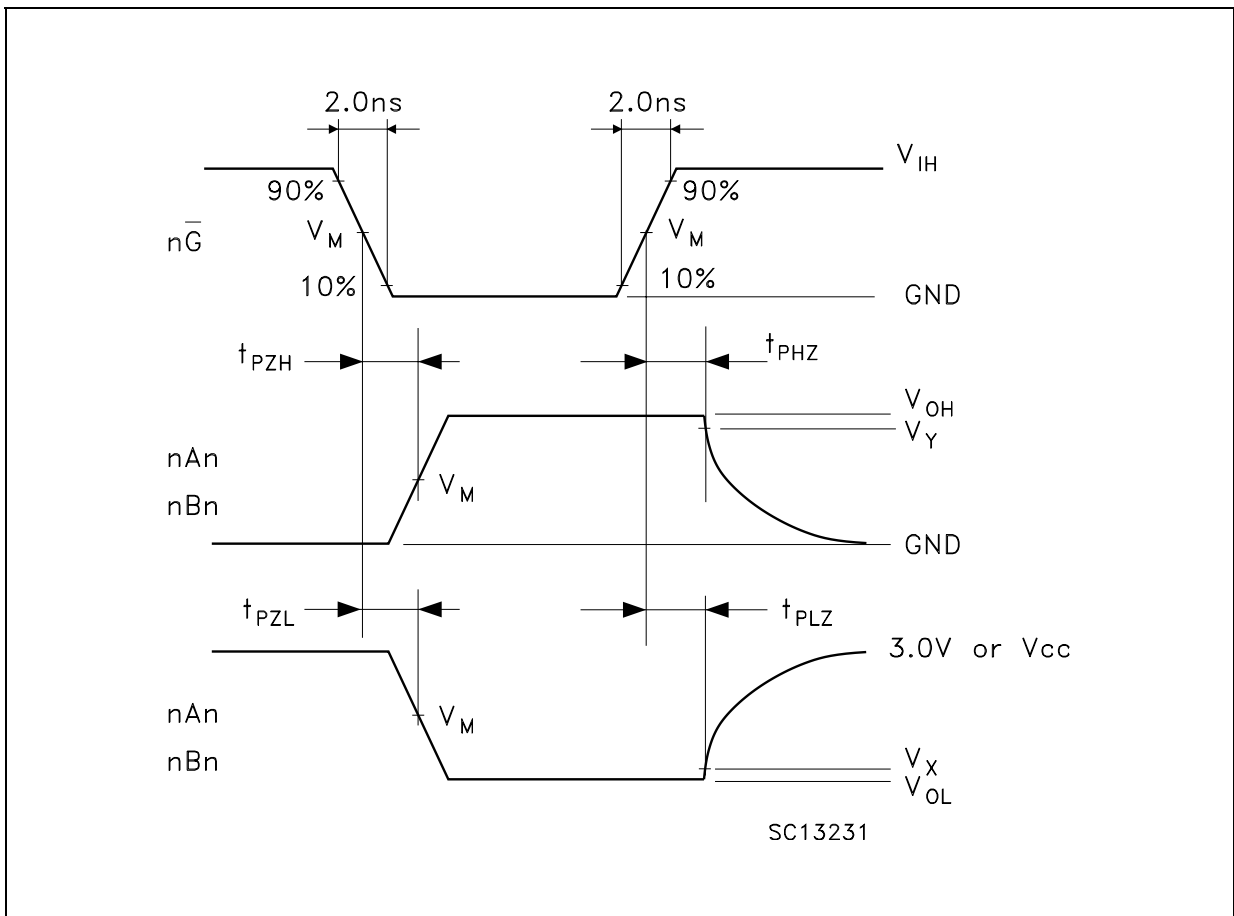 2.0ns 2.0ns
V_IH
90% 90%
nG̅ V_M V_M
10% 10%
GND
t_PZH t_PHZ
V_OH
V_Y
nAn
V_M
nBn
GND
t_PZL t_PLZ
3.0V or Vcc
nAn V_M
nBn V_X
V_OL
SC13231